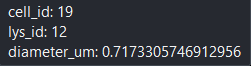 cell_id: 19
lys_id: 12
diameter_um: 0.7173305746912956